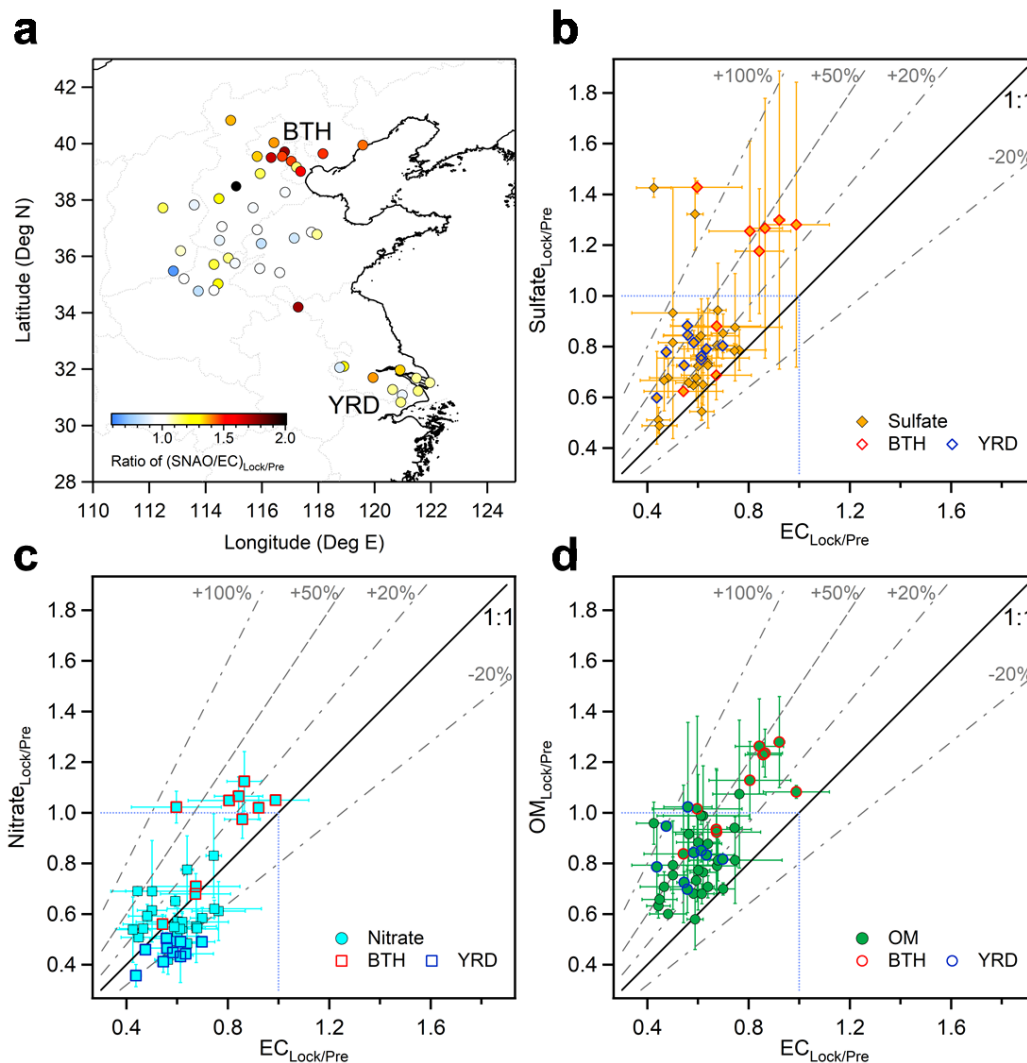 a
BTH
YRD
42
40
38
36
34
32
30
28
Latitude (Deg N)
1.0
1.5
2.0
Ratio of (SNAO/EC)Lock/Pre
110
112
114
116
118
120
122
124
Longitude (Deg E)
b
+100%
+50%
+20%
1:1
-20%
1.8
1.6
1.4
1.2
1.0
0.8
0.6
0.4
SulfateLock/Pre
Sulfate
BTH
YRD
0.4
0.8
1.2
1.6
ECLock/Pre
c
+100%
+50%
+20%
1:1
-20%
1.8
1.6
1.4
1.2
1.0
0.8
0.6
0.4
NitrateLock/Pre
Nitrate
BTH
YRD
0.4
0.8
1.2
1.6
ECLock/Pre
d
+100%
+50%
+20%
1:1
-20%
1.8
1.6
1.4
1.2
1.0
0.8
0.6
0.4
OMLock/Pre
OM
BTH
YRD
0.4
0.8
1.2
1.6
ECLock/Pre